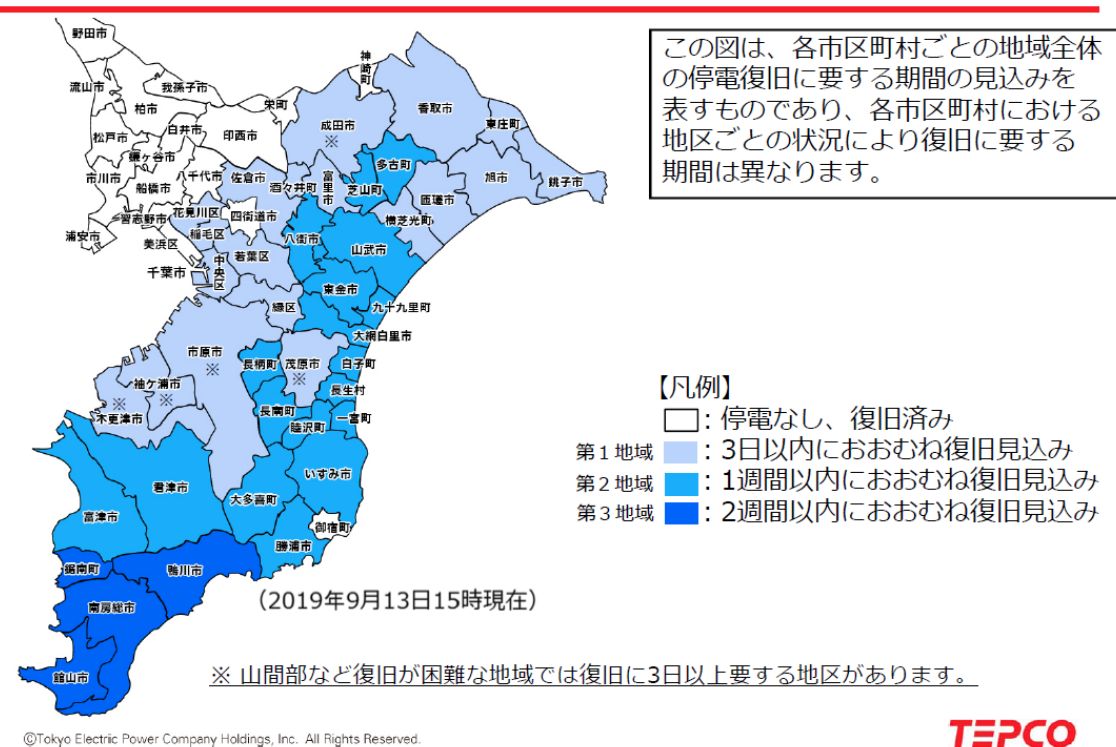 この図は、各市区町村ごとの地域全体
の停電復旧に要する期間の見込みを
表すものであり、各市区町村における
地区ごとの状況により復旧に要する
期間は異なります。
野田市
流山市
我孫子市
柏市
松戸市
白井市
印西市
栄町
神崎町
成田市
※
香取市
東庄町
鎌ヶ谷市
市川市
船橋市
八千代市
佐倉市
酒々井町
富里市
芝山町
多古町
匝瑳市
旭市
銚子市
浦安市
習志野市
花見川区
四街道市
八街市
横芝光町
美浜区
稲毛区
若葉区
山武市
千葉市
中央区
緑区
東金市
九十九里町
大網白里市
市原市
※
長柄町
茂原市
※
白子町
袖ケ浦市
※
木更津市
※
長生村
長南町
睦沢町
一宮町
君津市
富津市
大多喜町
いすみ市
御宿町
勝浦市
鋸南町
鴨川市
南房総市
館山市
【凡例】
：停電なし、復旧済み
第１地域 ：3日以内におおむね復旧見込み
第２地域 ：1週間以内におおむね復旧見込み
第３地域 ：2週間以内におおむね復旧見込み
（2019年9月13日15時現在）
※ 山間部など復旧が困難な地域では復旧に3日以上要する地区があります。
©Tokyo Electric Power Company Holdings, Inc. All Rights Reserved.
TEPCO